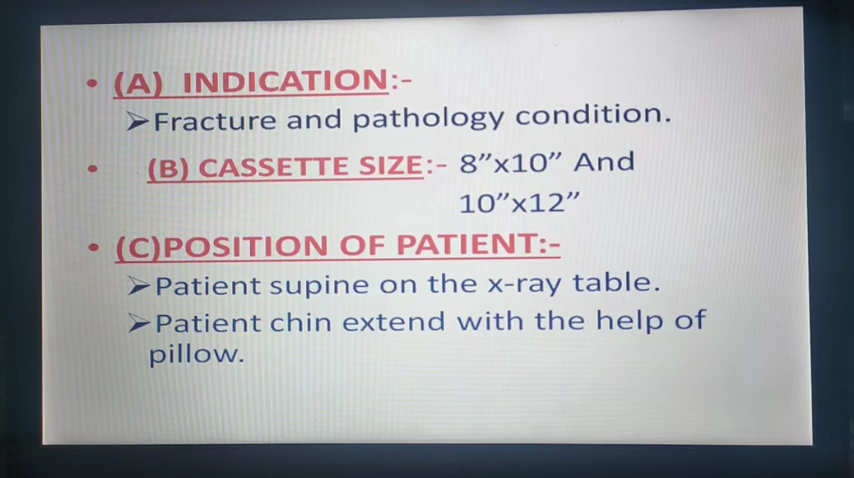 • (A) INDICATION:-
➢Fracture and pathology condition.
• (B) CASSETTE SIZE:- 8”x10” And
10”x12”
• (C)POSITION OF PATIENT:-
➢Patient supine on the x-ray table.
➢Patient chin extend with the help of
pillow.